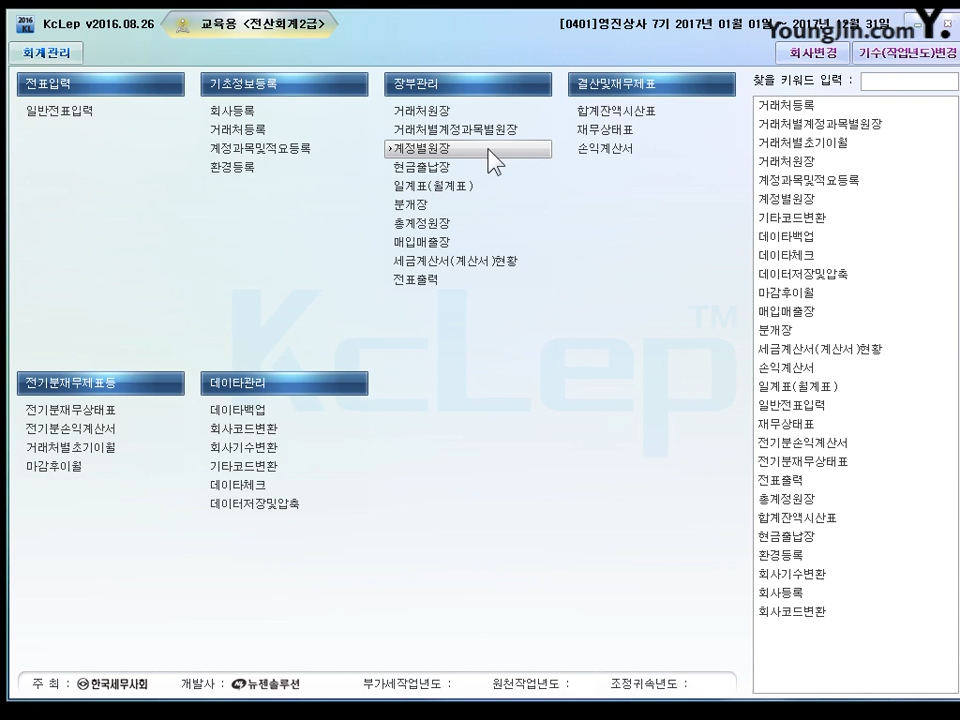 KcLep v2016.08.26
교육용 <전산회계2급>
[0401]영진상사 7기 2017년 01월 01일 ~ 2017년 12월 31일
YoungJin.com Y.
회계관리
회사변경
기수(작업년도)변경
전표입력
일반전표입력
기초정보등록
회사등록
거래처등록
계정과목및적요등록
환경등록
장부관리
거래처원장
거래처별계정과목별원장
계정별원장
현금출납장
일계표(월계표)
분개장
총계정원장
매입매출장
세금계산서(계산서)현황
전표출력
결산및재무제표
합계잔액시산표
재무상태표
손익계산서
KcLep TM
전기분재무제표등
전기분재무상태표
전기분손익계산서
거래처별초기이월
마감후이월
데이타관리
데이타백업
회사코드변환
회사기수변환
기타코드변환
데이타체크
데이터저장및압축
찾을 키워드 입력 :
거래처등록
거래처별계정과목별원장
거래처별초기이월
거래처원장
계정과목및적요등록
계정별원장
기타코드변환
데이타백업
데이타체크
데이터저장및압축
마감후이월
매입매출장
분개장
세금계산서(계산서)현황
손익계산서
일계표(월계표)
일반전표입력
재무상태표
전기분손익계산서
전기분재무상태표
전표출력
총계정원장
합계잔액시산표
현금출납장
환경등록
회사기수변환
회사등록
회사코드변환
주 최 : 한국세무사회
개발사 : 뉴젠솔루션
부가세작업년도 :
원천작업년도 :
조정귀속년도 :